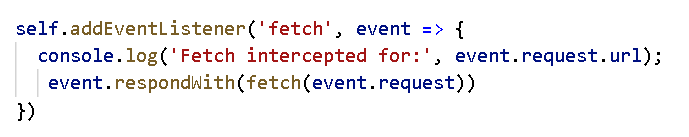 self.addEventListener('fetch', event => {
  console.log('Fetch intercepted for:', event.request.url);
   event.respondWith(fetch(event.request))
})